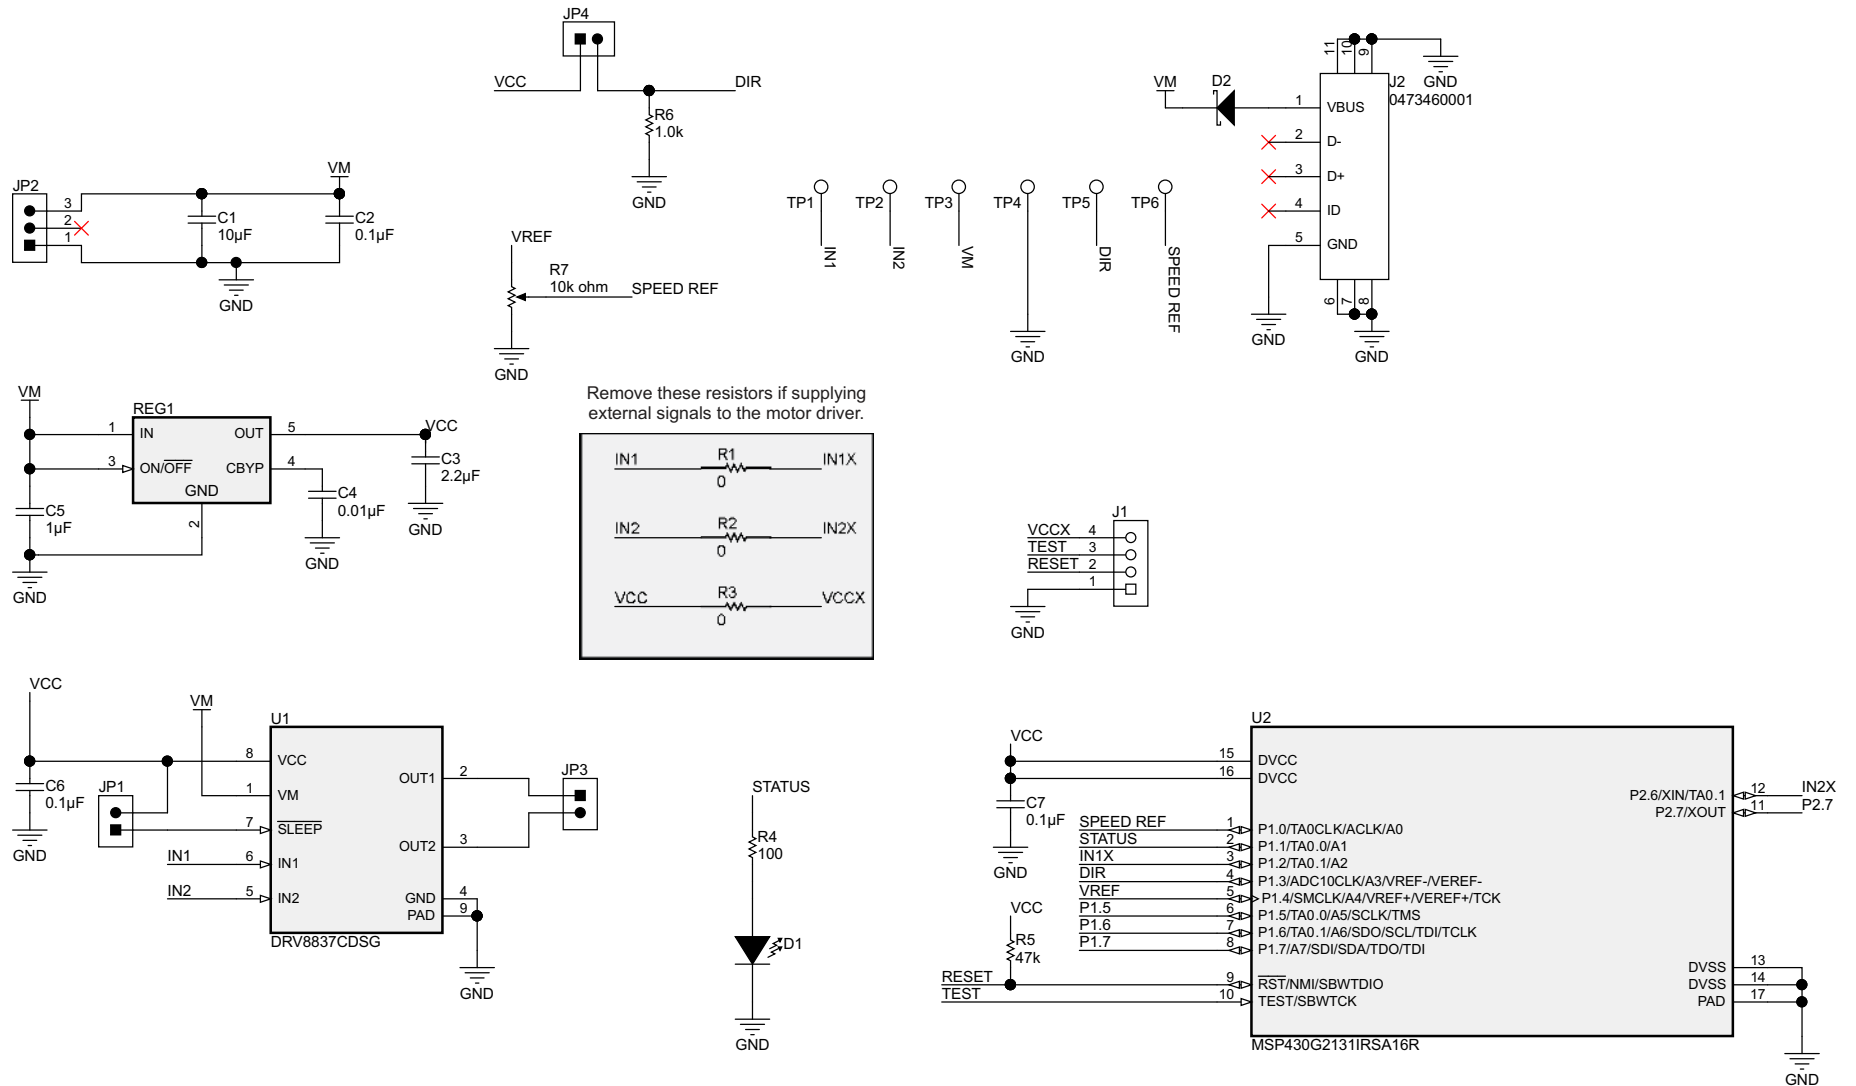 JP4
VCC
DIR
R6
1.0k
GND
VM
D2
11
10
9
GND
J2
0473460001
1
VBUS
2
D-
3
D+
4
ID
5
GND
6
7
8
GND
GND
JP2
3
2
1
VM
C1
10µF
C2
0.1µF
GND
VREF
R7
10k ohm
SPEED REF
GND
TP1
IN1
TP2
IN2
TP3
VM
TP4
GND
TP5
DIR
TP6
SPEED REF
VM
REG1
1
IN
OUT
5
VCC
3
ON/OFF
CBYP
4
GND
2
C3
2.2µF
GND
C4
0.01µF
GND
C5
1µF
GND
Remove these resistors if supplying
external signals to the motor driver.
IN1
R1
0
IN1X
IN2
R2
0
IN2X
VCC
R3
0
VCCX
J1
VCCX 4
TEST 3
RESET 2
1
GND
VCC
VM
U1
8
VCC
C6
0.1µF
GND
JP1
1
VM
7
SLEEP
IN1
6
IN1
IN2
5
IN2
OUT1
2
OUT2
3
GND
4
PAD
9
GND
DRV8837CDSG
JP3
STATUS
R4
100
D1
GND
U2
VCC
15
DVCC
16
DVCC
C7
0.1µF
GND
SPEED REF 1 P1.0/TA0CLK/ACLK/A0
STATUS 2 P1.1/TA0.0/A1
IN1X 3 P1.2/TA0.1/A2
DIR 4 P1.3/ADC10CLK/A3/VREF-/VEREF-
VREF 5 P1.4/SMCLK/A4/VREF+/VEREF+/TCK
P1.5 6 P1.5/TA0.0/A5/SCLK/TMS
P1.6 7 P1.6/TA0.1/A6/SDO/SCL/TDI/TCLK
P1.7 8 P1.7/A7/SDI/SDA/TDO/TDI
VCC
R5
47k
RESET 9 RST/NMI/SBWTDIO
TEST 10 TEST/SBWTCK
P2.6/XIN/TA0.1 12 IN2X
P2.7/XOUT 11 P2.7
DVSS 13
DVSS 14
PAD 17
GND
MSP430G2131IRSA16R